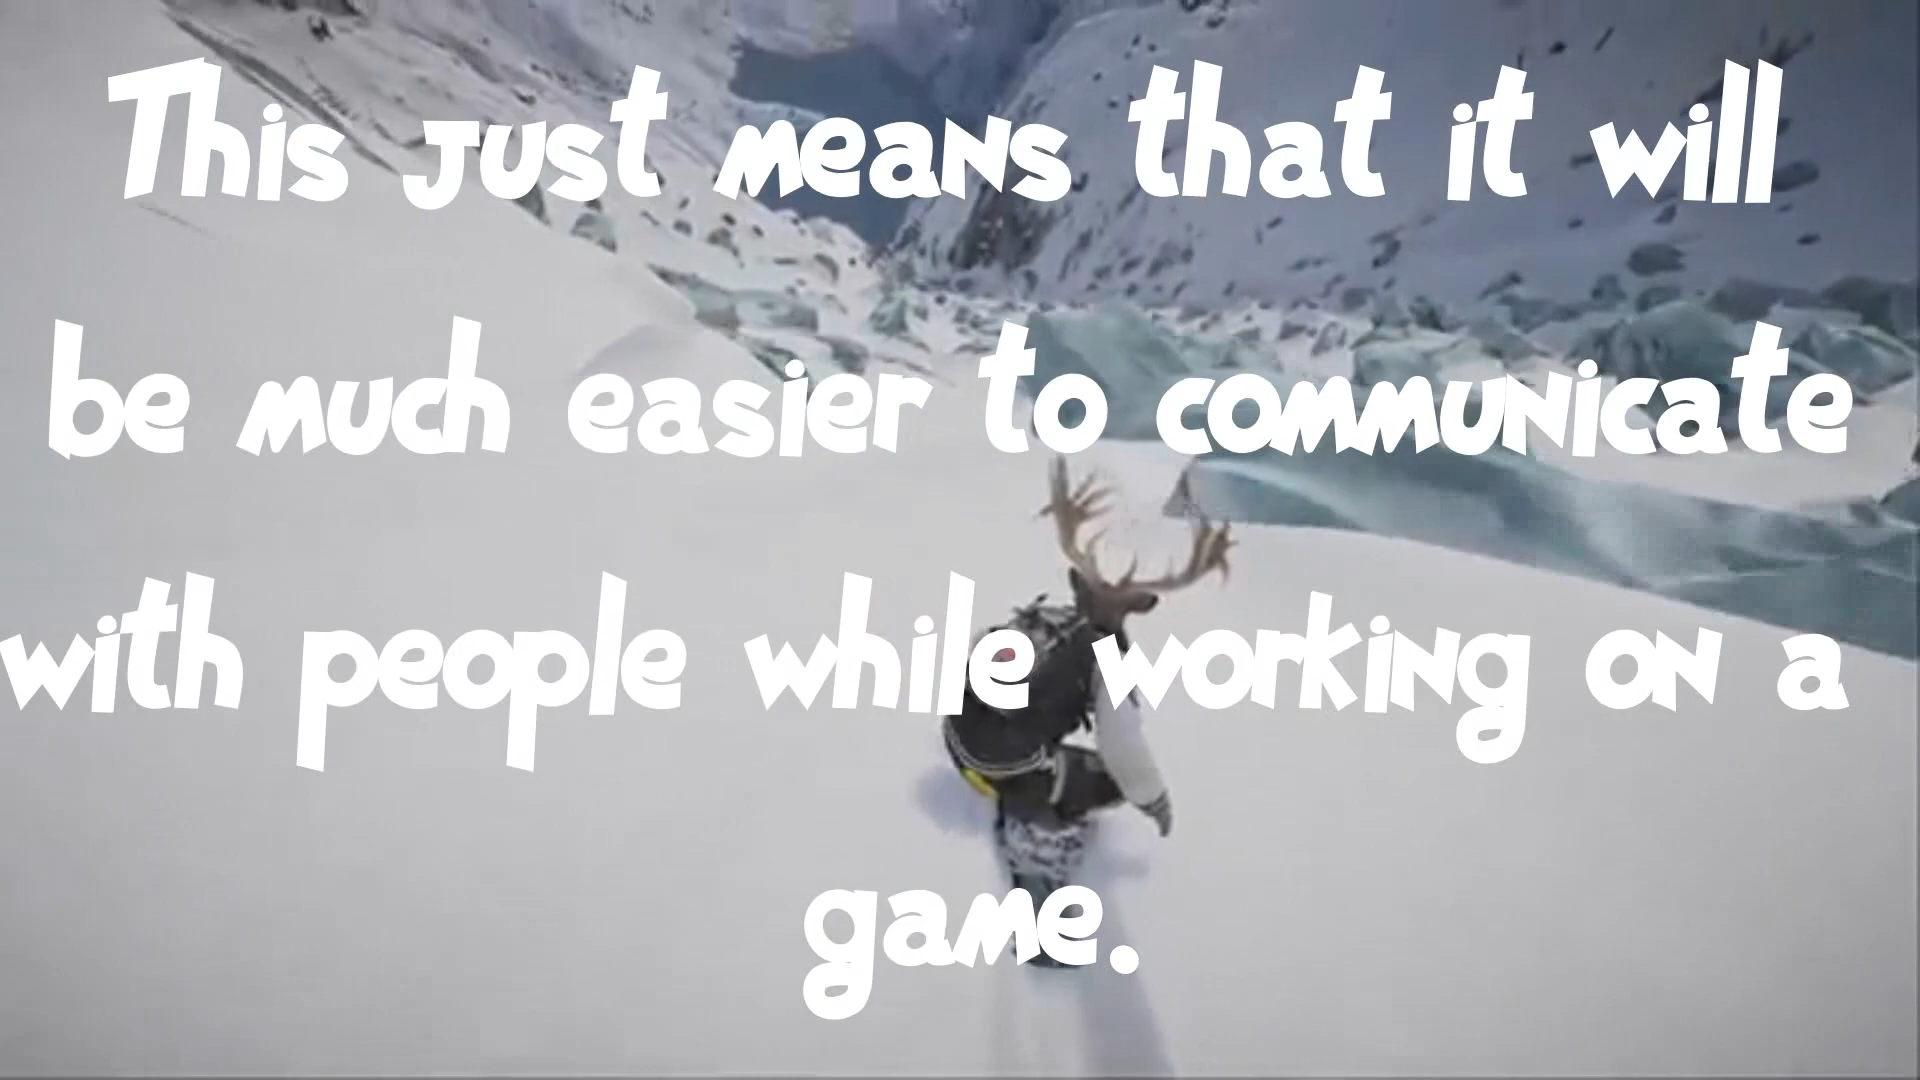 This just means that it will
be much easier to communicate
with people while working on a
game.